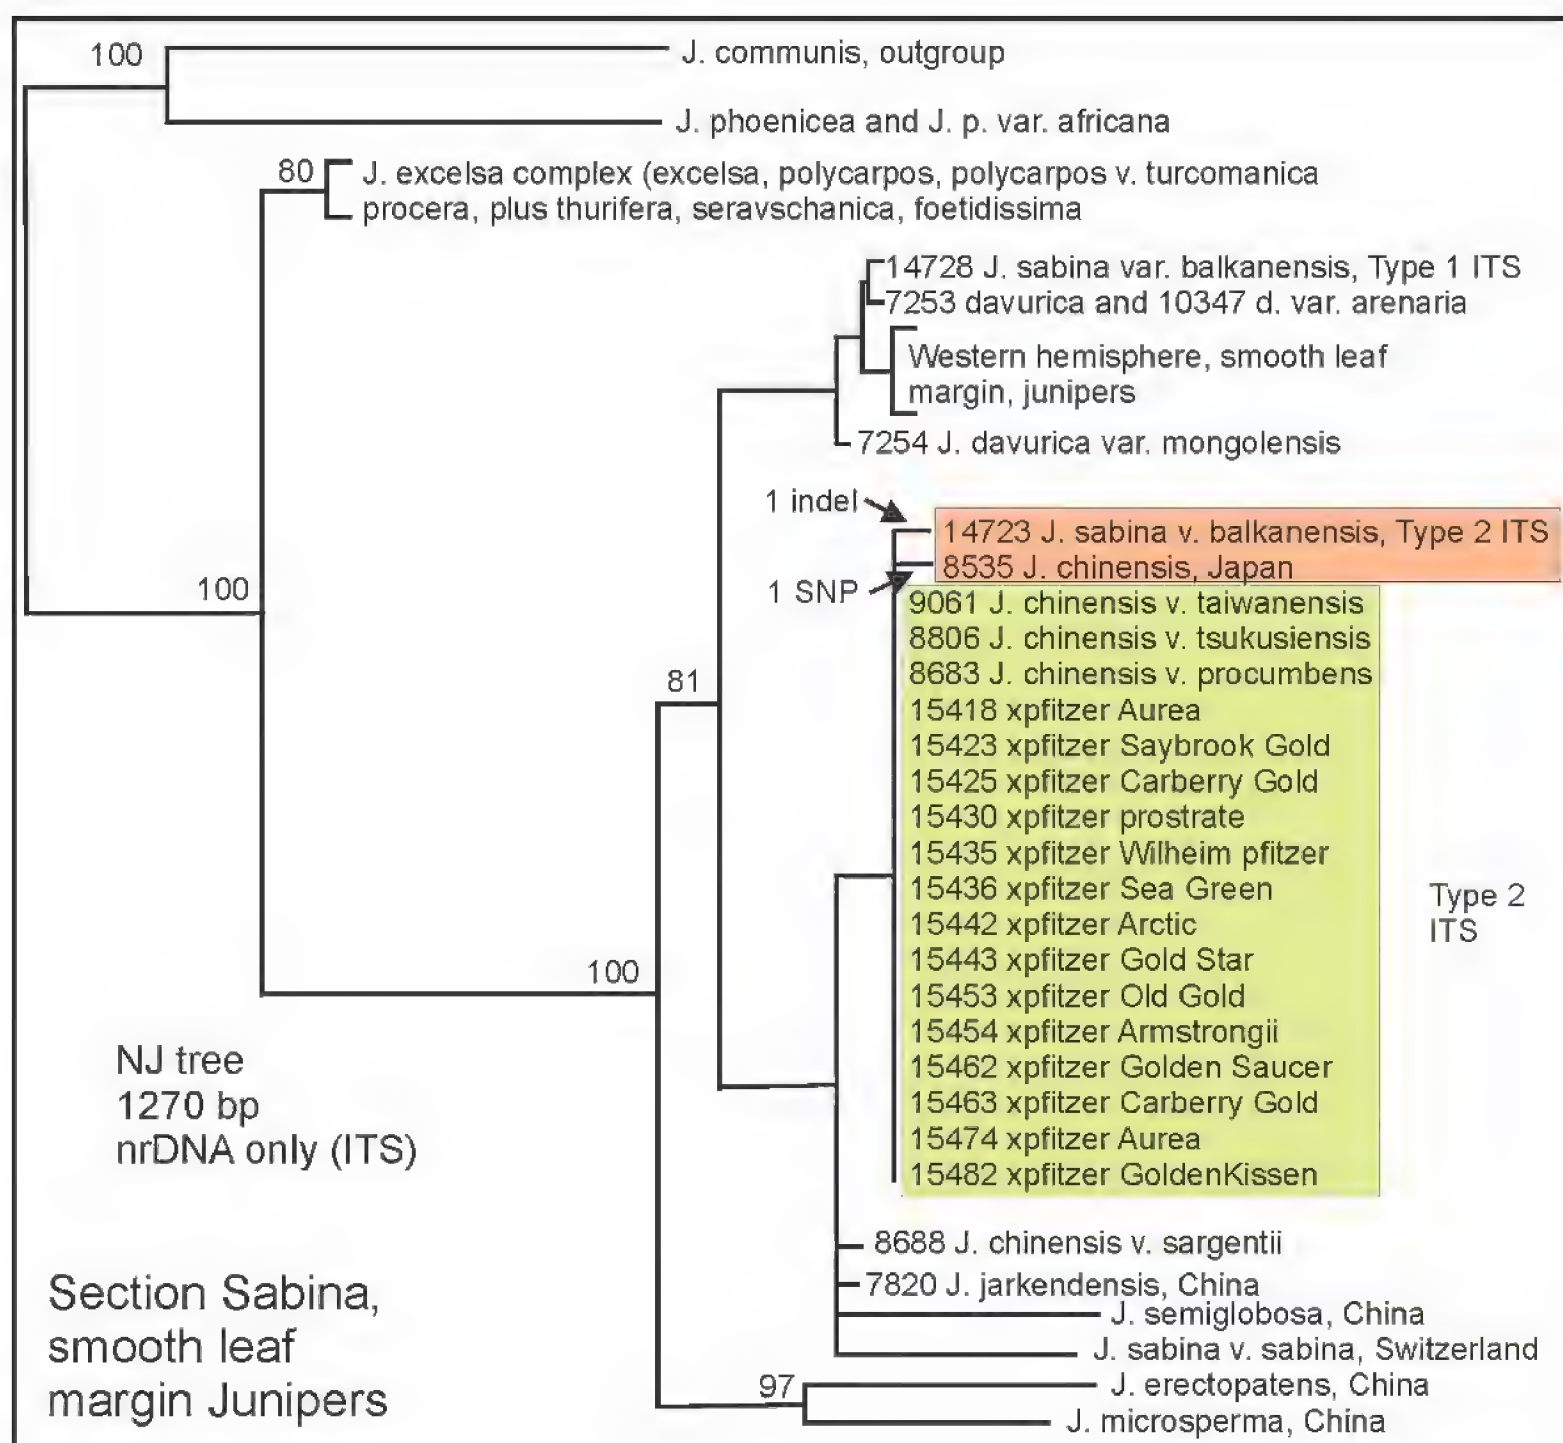 100
J. communis, outgroup
J. phoenicea and J. p. var. africana
80
J. excelsa complex (excelsa, polycarpos, polycarpos v. turcomanica
procera, plus thurifera, seravschanica, foetidissima
14728 J. sabina var. balkanensis, Type 1 ITS
7253 davurica and 10347 d. var. arenaria
Western hemisphere, smooth leaf
margin, junipers
7254 J. davurica var. mongolensis
1 indel
14723 J. sabina v. balkanensis, Type 2 ITS
8535 J. chinensis, Japan
1 SNP
9061 J. chinensis v. taiwanensis
8806 J. chinensis v. tsukusiensis
8683 J. chinensis v. procumbens
15418 xpfitzer Aurea
15423 xpfitzer Saybrook Gold
15425 xpfitzer Carberry Gold
15430 xpfitzer prostrate
15435 xpfitzer Wilheim pfitzer
15436 xpfitzer Sea Green
15442 xpfitzer Arctic
15443 xpfitzer Gold Star
15453 xpfitzer Old Gold
15454 xpfitzer Armstrongii
15462 xpfitzer Golden Saucer
15463 xpfitzer Carberry Gold
15474 xpfitzer Aurea
15482 xpfitzer GoldenKissen
Type 2
ITS
100
81
100
8688 J. chinensis v. sargentii
7820 J. jarkendensis, China
J. semiglobosa, China
J. sabina v. sabina, Switzerland
97
J. erectopatens, China
J. microsperma, China
NJ tree
1270 bp
nrDNA only (ITS)
Section Sabina,
smooth leaf
margin Junipers